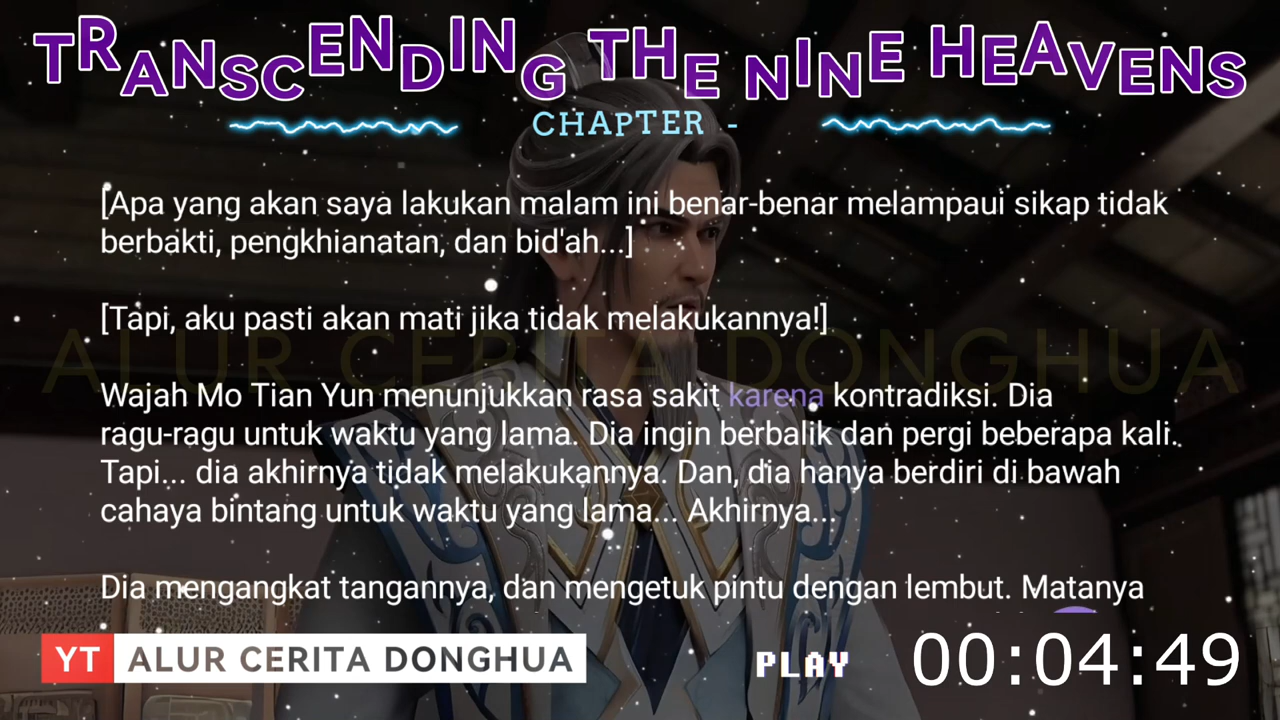 TRANSCENDING THE NINE HEAVENS
CHAPTER -
[Apa yang akan saya lakukan malam ini benar-benar melampaui sikap tidak
berbakti, pengkhianatan, dan bid'ah...]
[Tapi, aku pasti akan mati jika tidak melakukannya!]
ALUR CERITA DONGHUA
Wajah Mo Tian Yun menunjukkan rasa sakit karena kontradiksi. Dia
ragu-ragu untuk waktu yang lama. Dia ingin berbalik dan pergi beberapa kali.
Tapi... dia akhirnya tidak melakukannya. Dan, dia hanya berdiri di bawah
cahaya bintang untuk waktu yang lama... Akhirnya...
Dia mengangkat tangannya, dan mengetuk pintu dengan lembut. Matanya
YT ALUR CERITA DONGHUA
PLAY 00:04:49